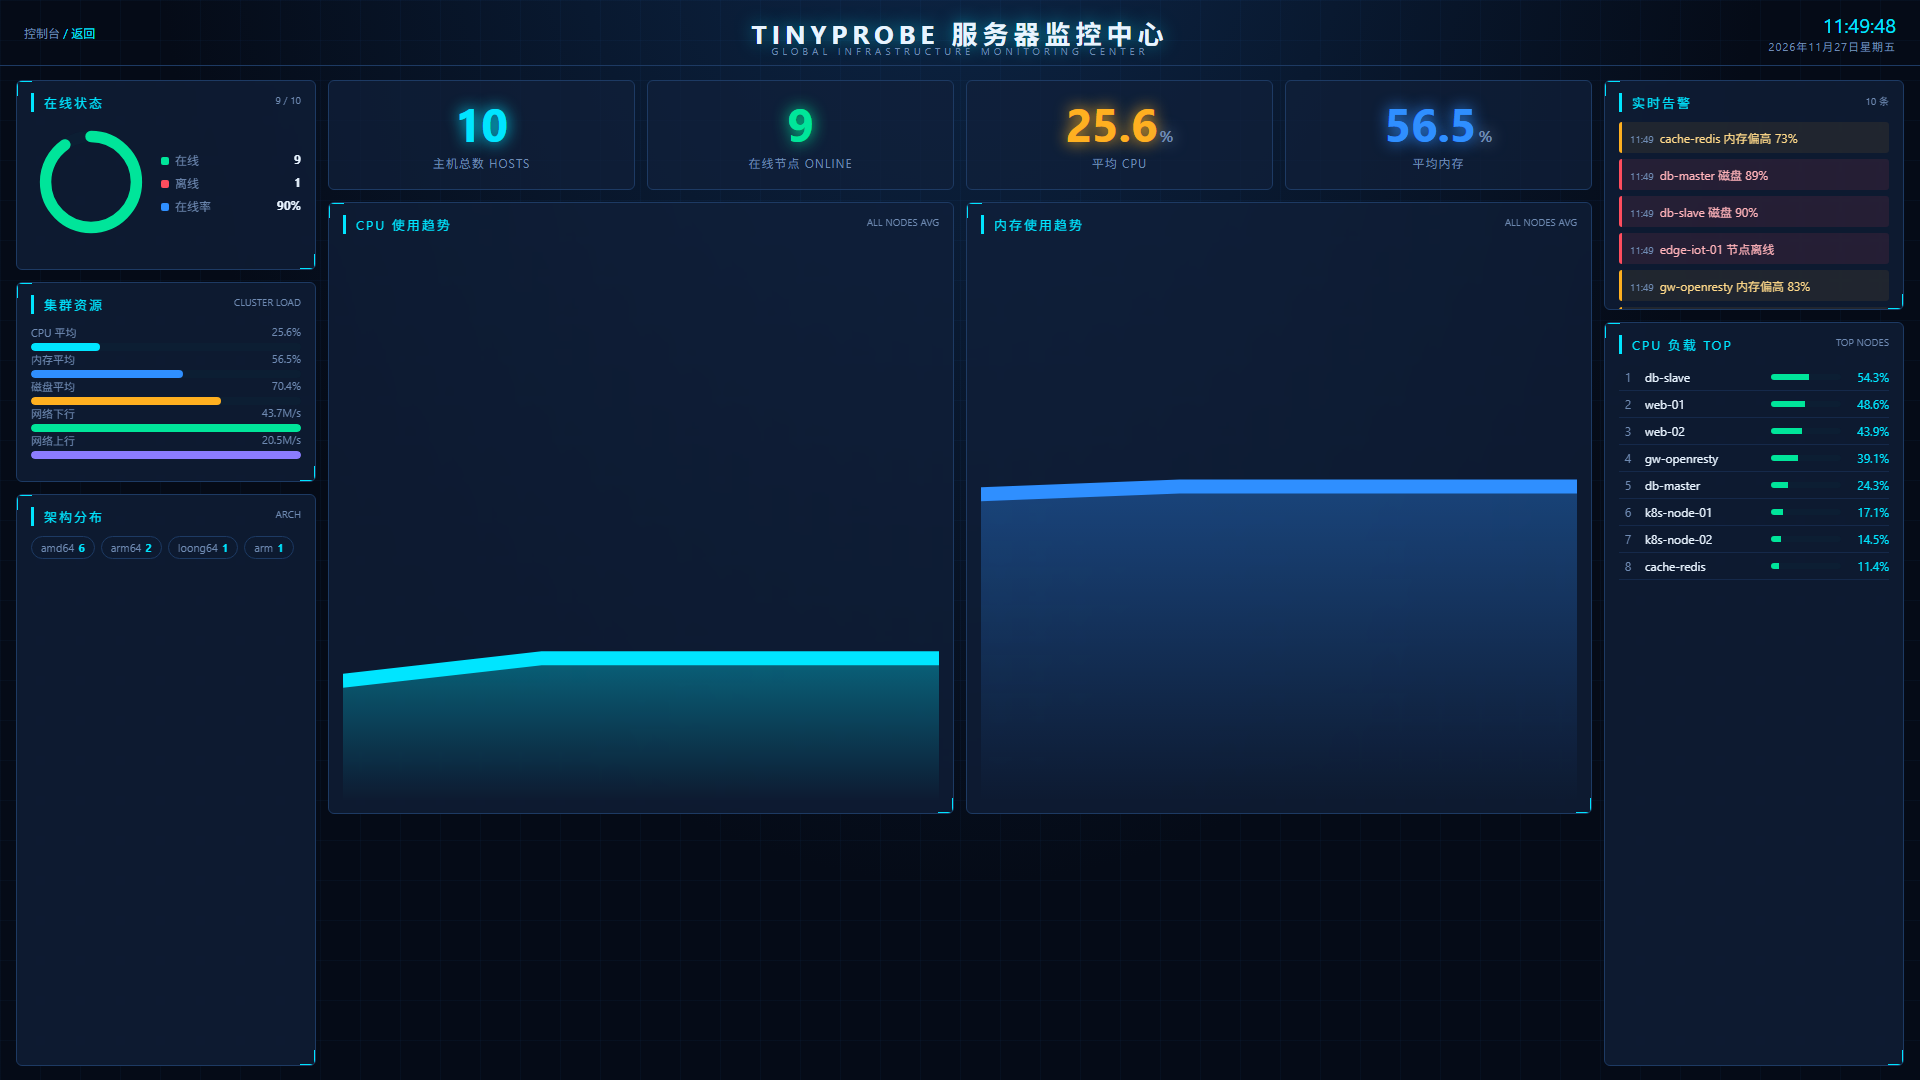 控制台 / 返回
TINYPROBE 服务器监控中心
GLOBAL INFRASTRUCTURE MONITORING CENTER
11:49:48
2026年11月27日星期五
在线状态
9 / 10
在线 9
离线 1
在线率 90%
集群资源
CLUSTER LOAD
CPU 平均 25.6%
内存平均 56.5%
磁盘平均 70.4%
网络下行 43.7M/s
网络上行 20.5M/s
架构分布
ARCH
amd64 6
arm64 2
loong64 1
arm 1
10
主机总数 HOSTS
9
在线节点 ONLINE
25.6%
平均 CPU
56.5%
平均内存
CPU 使用趋势
ALL NODES AVG
内存使用趋势
ALL NODES AVG
实时告警
10 条
11:49 cache-redis 内存偏高 73%
11:49 db-master 磁盘 89%
11:49 db-slave 磁盘 90%
11:49 edge-iot-01 节点离线
11:49 gw-openresty 内存偏高 83%
CPU 负载 TOP
TOP NODES
1 db-slave 54.3%
2 web-01 48.6%
3 web-02 43.9%
4 gw-openresty 39.1%
5 db-master 24.3%
6 k8s-node-01 17.1%
7 k8s-node-02 14.5%
8 cache-redis 11.4%